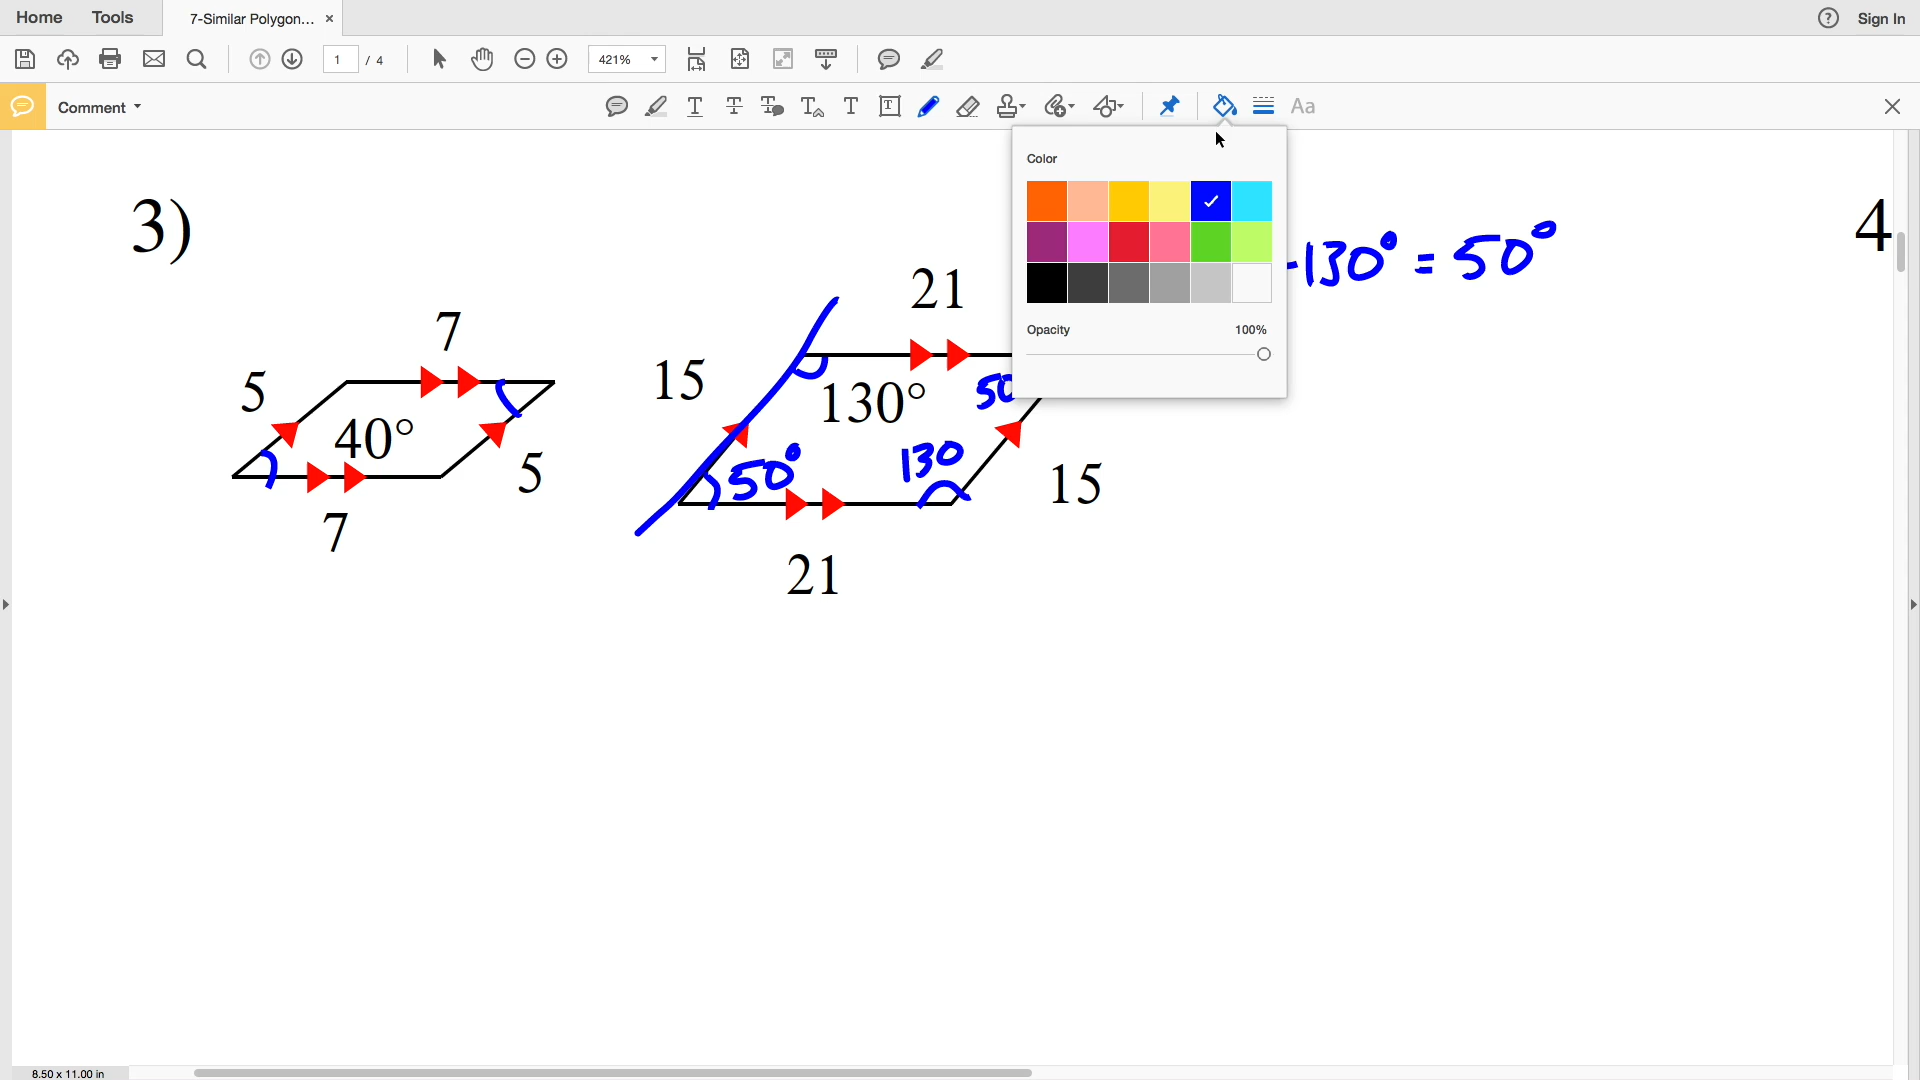 Home Tools 7-Similar Polygon... × ? Sign In
1 / 4 421%
Comment Aa
Color
3)
4
-130° = 50°
21
7
Opacity 100%
15
5
130°
50
40°
130
50°
5
15
7
21
8.50 x 11.00 in